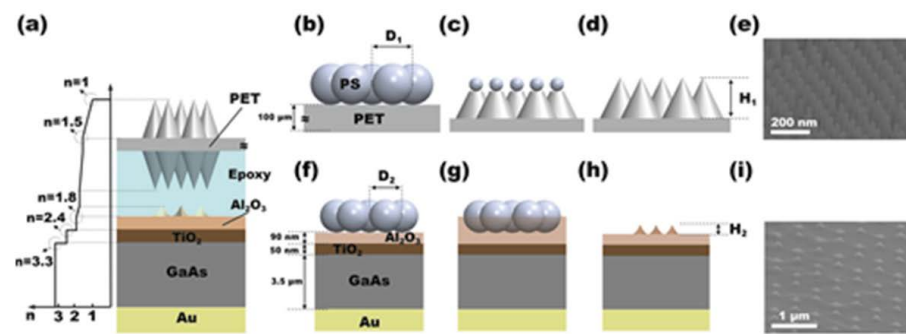 (a)
n=1
PET
n=1.5
Epoxy
n=1.8
Al₂O₃
n=2.4
TiO₂
n=3.3
GaAs
n 3 2 1
Au
(b)
D₁
PS
100 μm
PET
(c)
(d)
H₁
(e)
200 nm
(f)
D₂
90 nm
Al₂O₃
50 nm
TiO₂
3.5 μm
GaAs
Au
(g)
(h)
H₂
(i)
1 μm